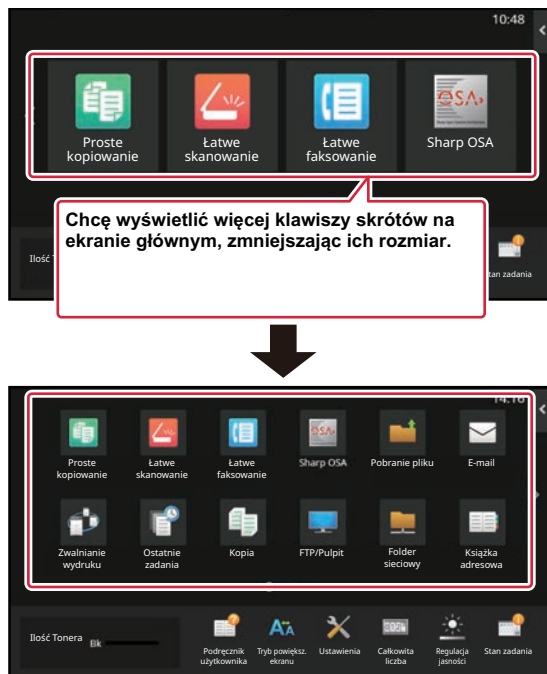 10:48
OSA
Proste
kopiowanie
Łatwe
skanowanie
Łatwe
faksowanie
Sharp OSA
Chcę wyświetlić więcej klawiszy skrótów na
ekranie głównym, zmniejszając ich rozmiar.
Ilość
Stan zadania
14:16
OSA
Proste
kopiowanie
Łatwe
skanowanie
Łatwe
faksowanie
Sharp OSA
Pobranie pliku
E-mail
Zwalnianie
wydruku
Ostatnie
zadania
Kopia
FTP/Pulpit
Folder
sieciowy
Książka
adresowa
Ilość Tonera
Bk
Podręcznik
użytkownika
Tryb powiększ.
ekranu
Ustawienia
Całkowita
liczba
Regulacja
jasności
Stan zadania